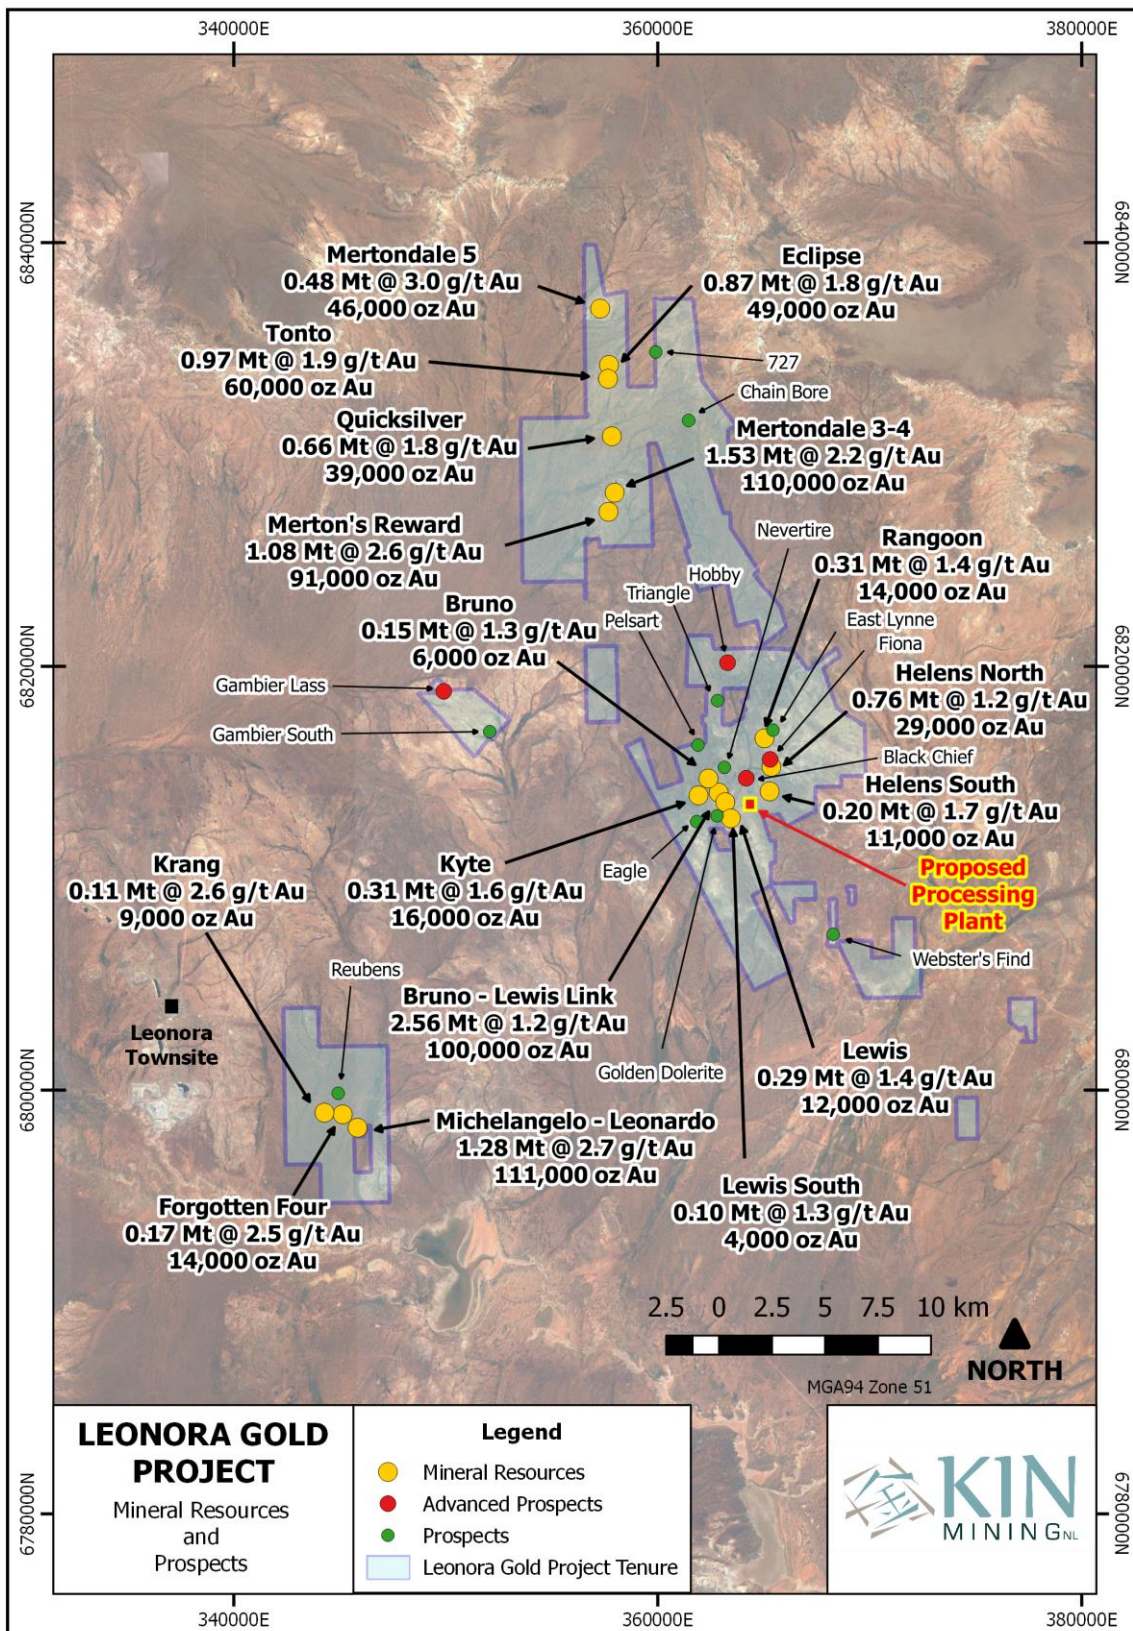 340000E
360000E
380000E
6840000N
6840000N
Mertondale 5
0.48 Mt @ 3.0 g/t Au
46,000 oz Au
Eclipse
0.87 Mt @ 1.8 g/t Au
49,000 oz Au
Tonto
0.97 Mt @ 1.9 g/t Au
60,000 oz Au
727
Chain Bore
Quicksilver
0.66 Mt @ 1.8 g/t Au
39,000 oz Au
Mertondale 3-4
1.53 Mt @ 2.2 g/t Au
110,000 oz Au
Merton's Reward
1.08 Mt @ 2.6 g/t Au
91,000 oz Au
Nevertire
Rangoon
0.31 Mt @ 1.4 g/t Au
14,000 oz Au
Hobby
Triangle
Pelsart
Bruno
0.15 Mt @ 1.3 g/t Au
6,000 oz Au
East Lynne
Fiona
6820000N
6820000N
Gambier Lass
Gambier South
Helens North
0.76 Mt @ 1.2 g/t Au
29,000 oz Au
Black Chief
Helens South
0.20 Mt @ 1.7 g/t Au
11,000 oz Au
Krang
0.11 Mt @ 2.6 g/t Au
9,000 oz Au
Kyte
0.31 Mt @ 1.6 g/t Au
16,000 oz Au
Eagle
Proposed
Processing
Plant
Webster's Find
Reubens
Leonora
Townsite
Bruno - Lewis Link
2.56 Mt @ 1.2 g/t Au
100,000 oz Au
Golden Dolerite
Lewis
0.29 Mt @ 1.4 g/t Au
12,000 oz Au
6800000N
6800000N
Michelangelo - Leonardo
1.28 Mt @ 2.7 g/t Au
111,000 oz Au
Lewis South
0.10 Mt @ 1.3 g/t Au
4,000 oz Au
Forgotten Four
0.17 Mt @ 2.5 g/t Au
14,000 oz Au
2.5 0 2.5 5 7.5 10 km
NORTH
MGA94 Zone 51
LEONORA GOLD
PROJECT
Mineral Resources
and
Prospects
Legend
Mineral Resources
Advanced Prospects
Prospects
Leonora Gold Project Tenure
KIN
MINING NL
6780000N
6780000N
340000E
360000E
380000E